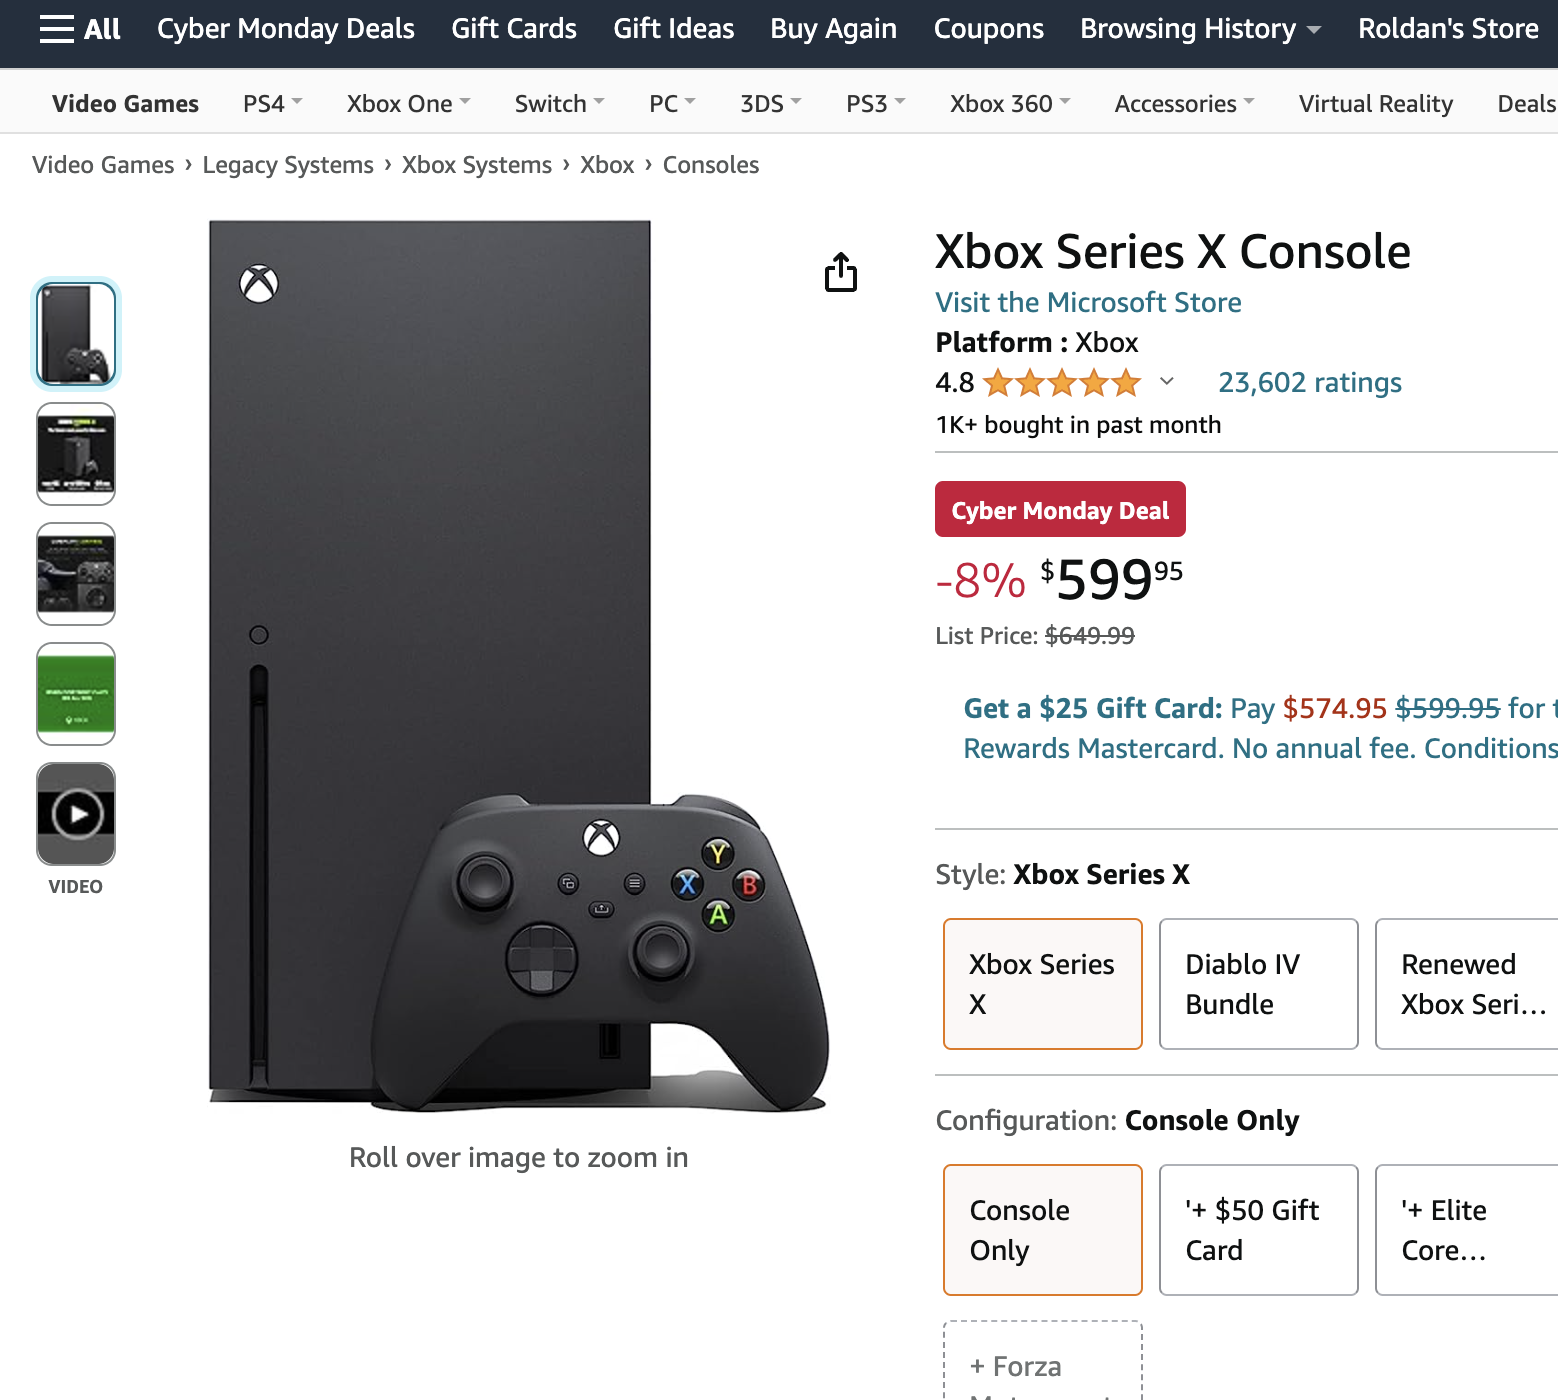 All Cyber Monday Deals Gift Cards Gift Ideas Buy Again Coupons Browsing History Roldan's Store
Video Games PS4 Xbox One Switch PC 3DS PS3 Xbox 360 Accessories Virtual Reality Deals
Video Games › Legacy Systems › Xbox Systems › Xbox › Consoles
VIDEO
Y
X B
A
Roll over image to zoom in
Xbox Series X Console
Visit the Microsoft Store
Platform : Xbox
4.8 23,602 ratings
1K+ bought in past month
Cyber Monday Deal
-8% $599 95
List Price: $649.99
Get a $25 Gift Card: Pay $574.95 $599.95 for
Rewards Mastercard. No annual fee. Conditions
Style: Xbox Series X
Xbox Series
X
Diablo IV
Bundle
Renewed
Xbox Seri...
Configuration: Console Only
Console
Only
'+ $50 Gift
Card
'+ Elite
Core...
+ Forza